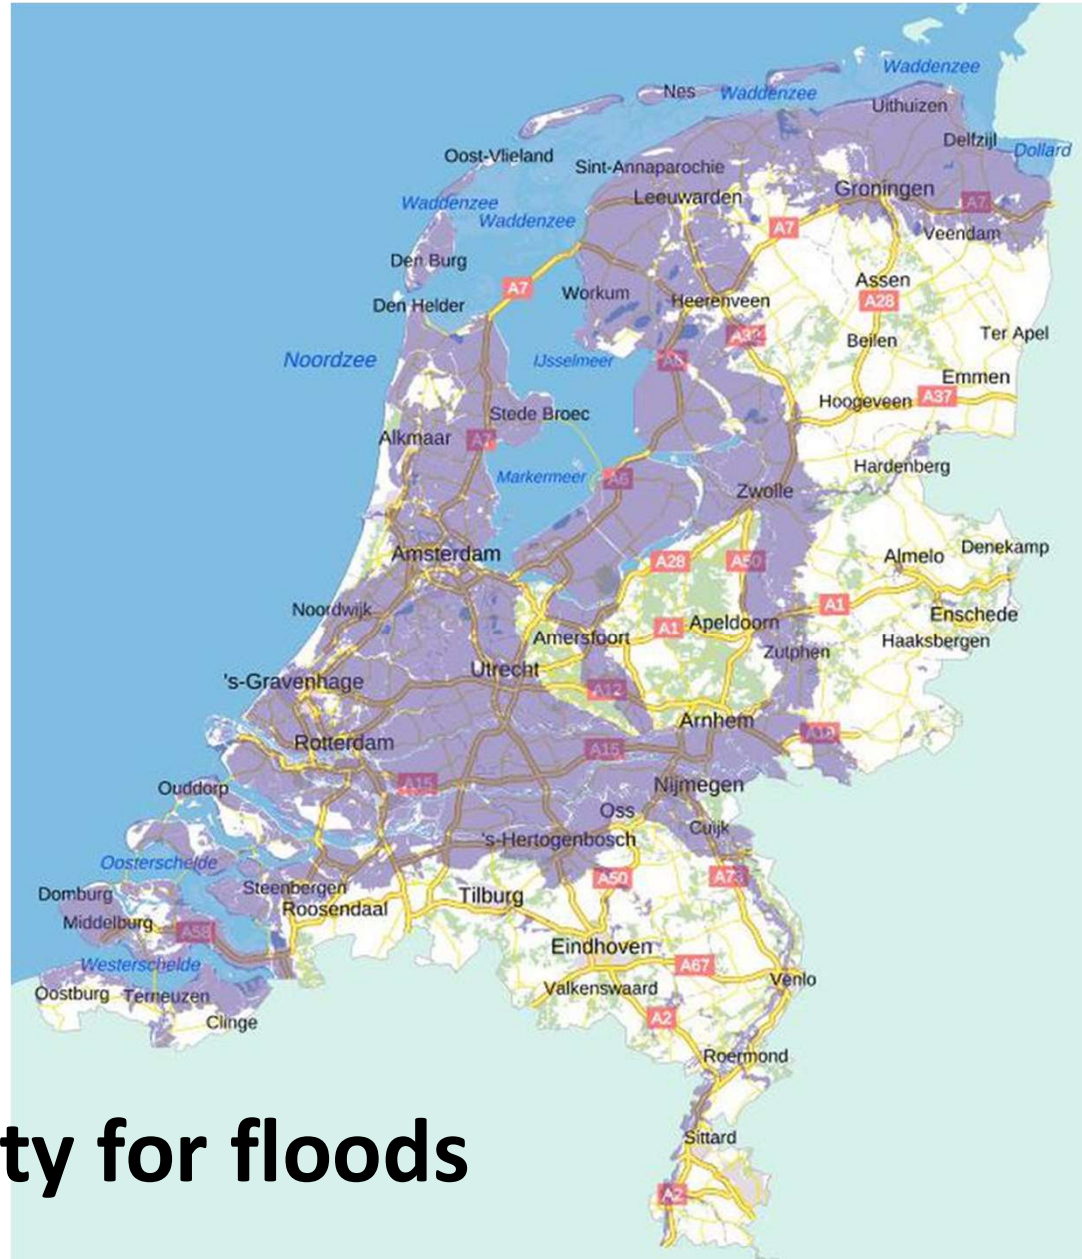 Waddenzee
Nes
Waddenzee
Uithuizen
Delfzijl
Dollard
Oost-Vlieland
Sint-Annaparochie
Leeuwarden
Groningen
A7
Waddenzee
Waddenzee
A7
Veendam
Den Burg
Assen
A7
Workum
Heerenveen
A28
Den Helder
Ter Apel
Beilen
Noordzee
IJsselmeer
A6
Emmen
Hoogeveen
A37
Stede Broec
Alkmaar
A7
Hardenberg
Markermeer
A6
Zwolle
Amsterdam
A28
A50
Almelo
Denekamp
Noordwijk
A1
Enschede
Amersfoort
A1
Apeldoorn
Haaksbergen
Zutphen
Utrecht
's-Gravenhage
A12
Arnhem
Rotterdam
A15
Ouddorp
A15
Nijmegen
Oss
Cuijk
's-Hertogenbosch
Oosterschelde
A50
A73
Domburg
Steenbergen
Tilburg
Roosendaal
Middelburg
A58
Eindhoven
Westerschelde
A67
Oostburg
Terneuzen
Valkenswaard
Venlo
Clinge
A2
Roermond
ty for floods
Sittard
A2